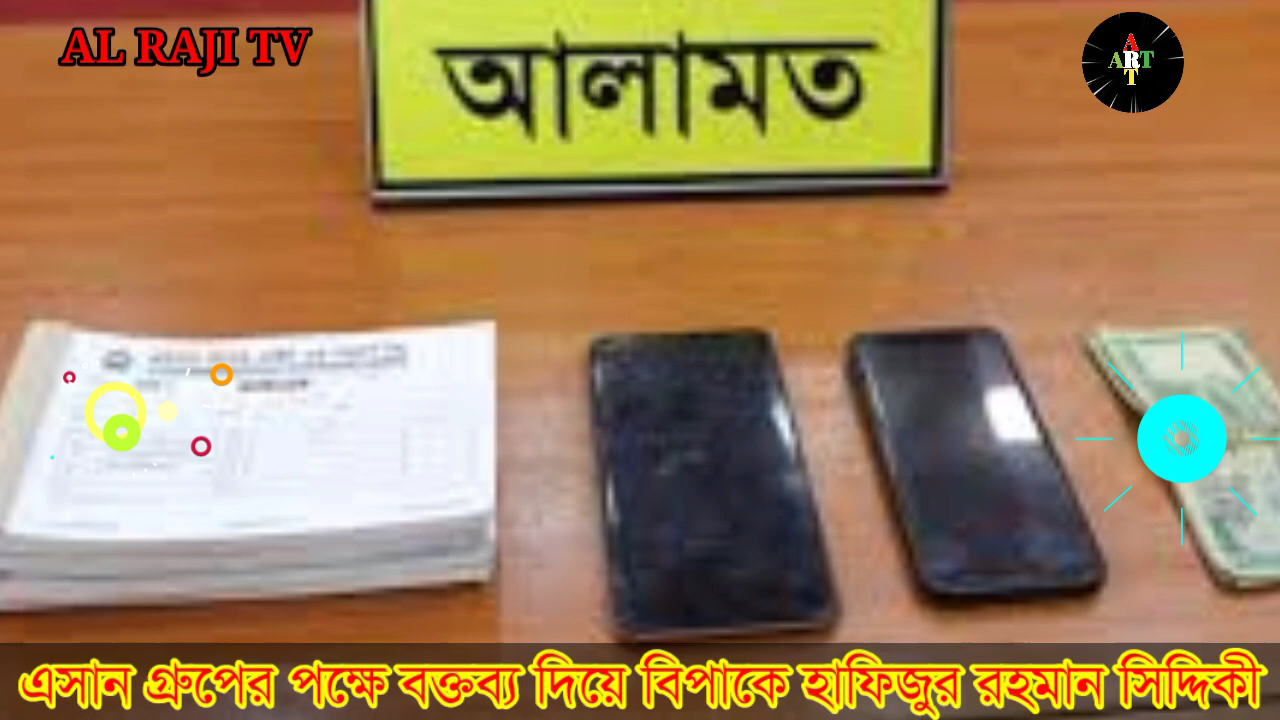 AL RAJI TV
আলামত
A
ART
T
এসান গ্রুপের পক্ষে বক্তব্য দিয়ে বিপাকে হাফিজুর রহমান সিদ্দিকী